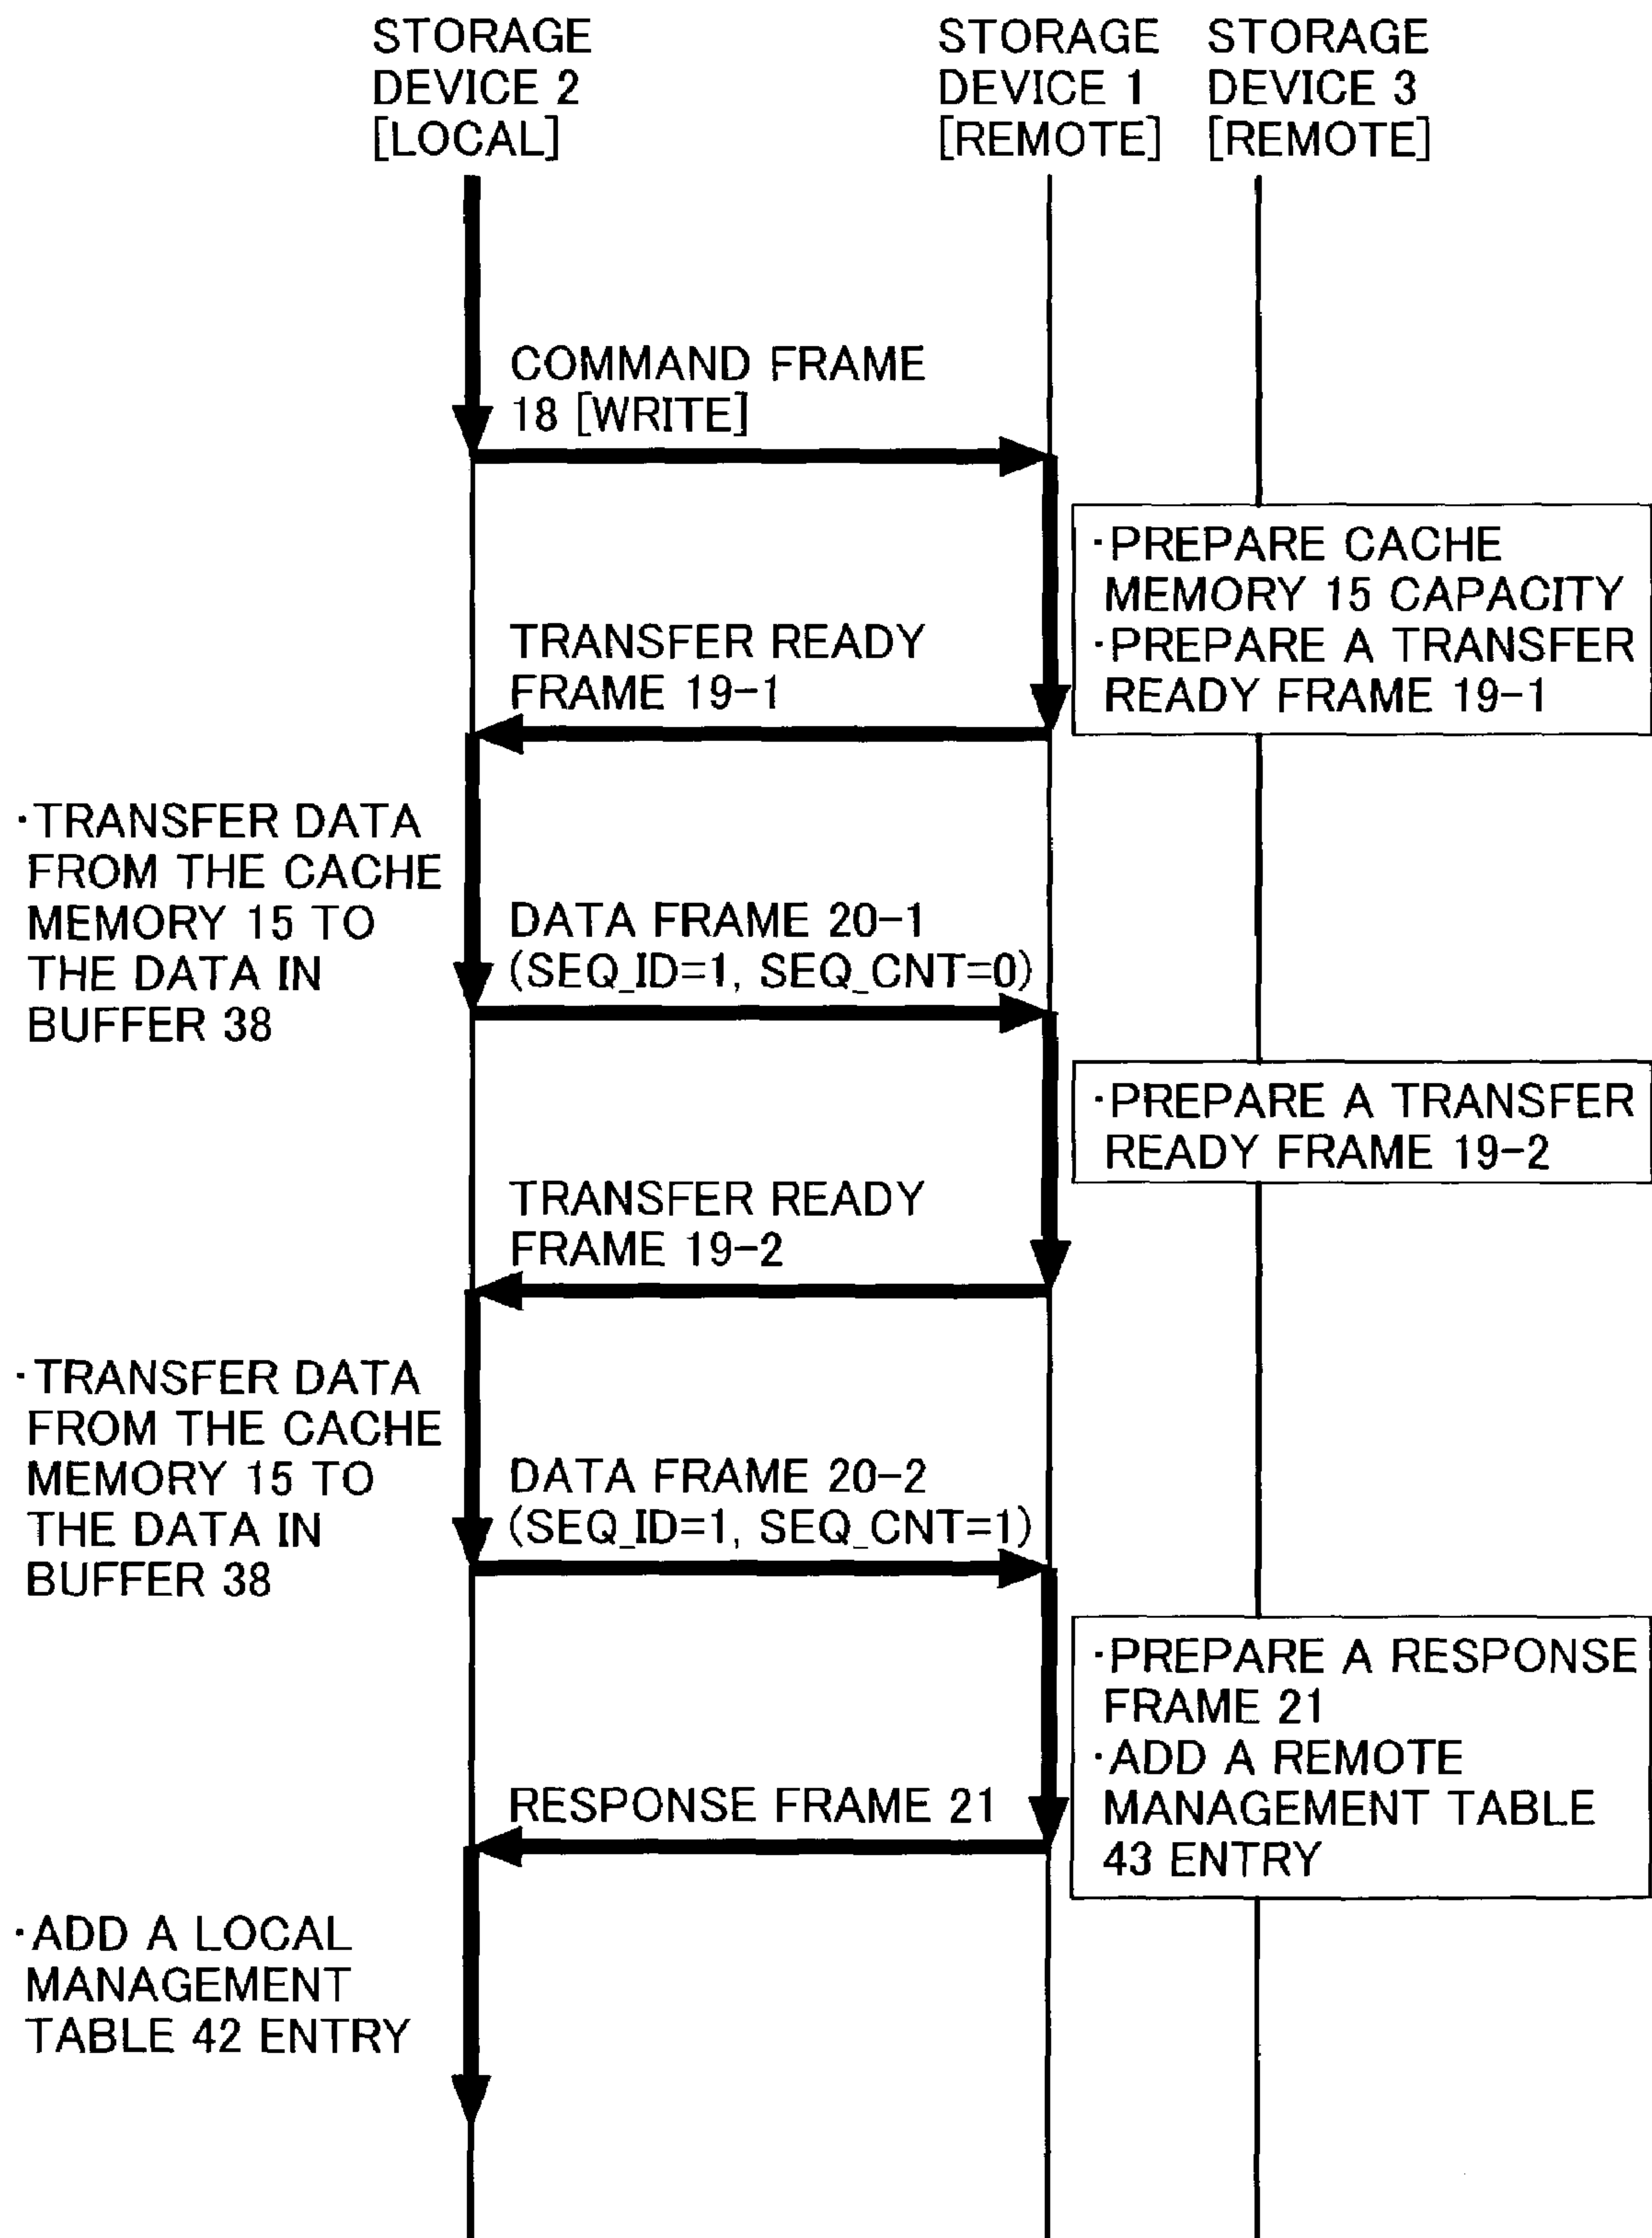 STORAGE
DEVICE 2
[LOCAL]
STORAGE
DEVICE 1
[REMOTE]
STORAGE
DEVICE 3
[REMOTE]
COMMAND FRAME
18 [WRITE]
·PREPARE CACHE
MEMORY 15 CAPACITY
·PREPARE A TRANSFER
READY FRAME 19-1
TRANSFER READY
FRAME 19-1
·TRANSFER DATA
FROM THE CACHE
MEMORY 15 TO
THE DATA IN
BUFFER 38
DATA FRAME 20-1
(SEQ_ID=1, SEQ_CNT=0)
·PREPARE A TRANSFER
READY FRAME 19-2
TRANSFER READY
FRAME 19-2
·TRANSFER DATA
FROM THE CACHE
MEMORY 15 TO
THE DATA IN
BUFFER 38
DATA FRAME 20-2
(SEQ_ID=1, SEQ_CNT=1)
·PREPARE A RESPONSE
FRAME 21
·ADD A REMOTE
MANAGEMENT TABLE
43 ENTRY
RESPONSE FRAME 21
·ADD A LOCAL
MANAGEMENT
TABLE 42 ENTRY